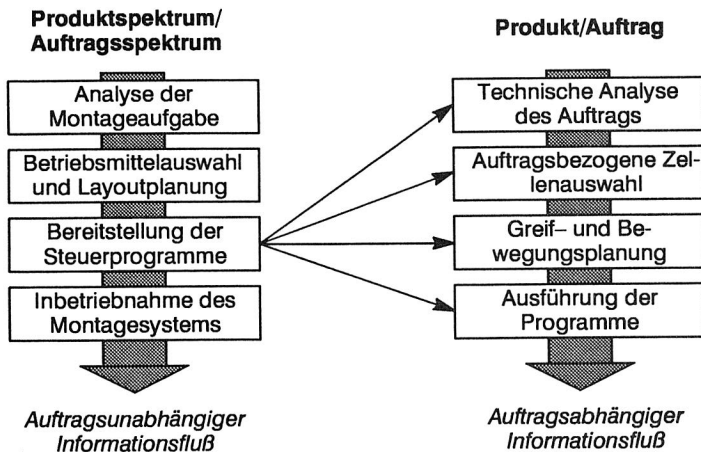 Produktspektrum/
Auftragsspektrum
Analyse der
Montageaufgabe
Betriebsmittelauswahl
und Layoutplanung
Bereitstellung der
Steuerprogramme
Inbetriebnahme des
Montagesystems
Auftragsunabhängiger
Informationsfluß
Produkt/Auftrag
Technische Analyse
des Auftrags
Auftragsbezogene Zel-
lenauswahl
Greif– und Be-
wegungsplanung
Ausführung der
Programme
Auftragsabhängiger
Informationsfluß